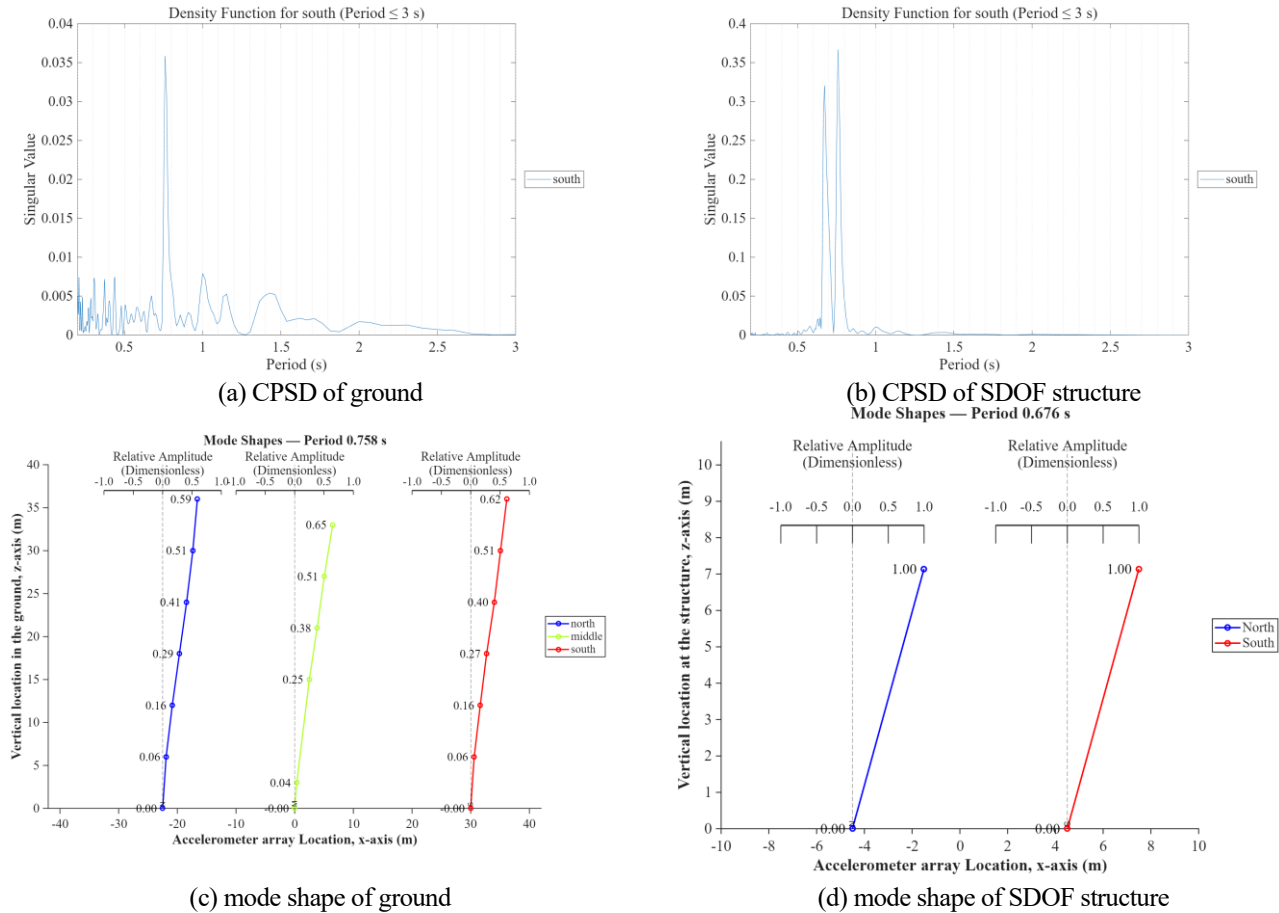 Density Function for south (Period ≤ 3 s)
0.04
0.035
0.03
0.025
0.02
0.015
0.01
0.005
0
Singular Value
0.5
1
1.5
2
2.5
3
Period (s)
south
(a) CPSD of ground
Density Function for south (Period ≤ 3 s)
0.4
0.35
0.3
0.25
0.2
0.15
0.1
0.05
0
Singular Value
0.5
1
1.5
2
2.5
3
Period (s)
south
(b) CPSD of SDOF structure
Mode Shapes — Period 0.758 s
Relative Amplitude
(Dimensionless)
-1.0 -0.5 0.0 0.5 1.0
Relative Amplitude
(Dimensionless)
-1.0 -0.5 0.0 0.5 1.0
Relative Amplitude
(Dimensionless)
-1.0 -0.5 0.0 0.5 1.0
40
35
30
25
20
15
10
5
0
Vertical location in the ground, z-axis (m)
0.59
0.51
0.41
0.29
0.16
0.06
-0.00
0.65
0.51
0.38
0.25
0.04
-0.00
0.62
0.51
0.40
0.27
0.16
0.06
-0.00
north
middle
south
-40 -30 -20 -10 0 10 20 30 40
Accelerometer array Location, x-axis (m)
(c) mode shape of ground
Mode Shapes — Period 0.676 s
Relative Amplitude
(Dimensionless)
-1.0 -0.5 0.0 0.5 1.0
Relative Amplitude
(Dimensionless)
-1.0 -0.5 0.0 0.5 1.0
10
9
8
7
6
5
4
3
2
1
0
Vertical location at the structure, z-axis (m)
1.00
0.00
1.00
0.00
North
South
-10 -8 -6 -4 -2 0 2 4 6 8 10
Accelerometer array Location, x-axis (m)
(d) mode shape of SDOF structure